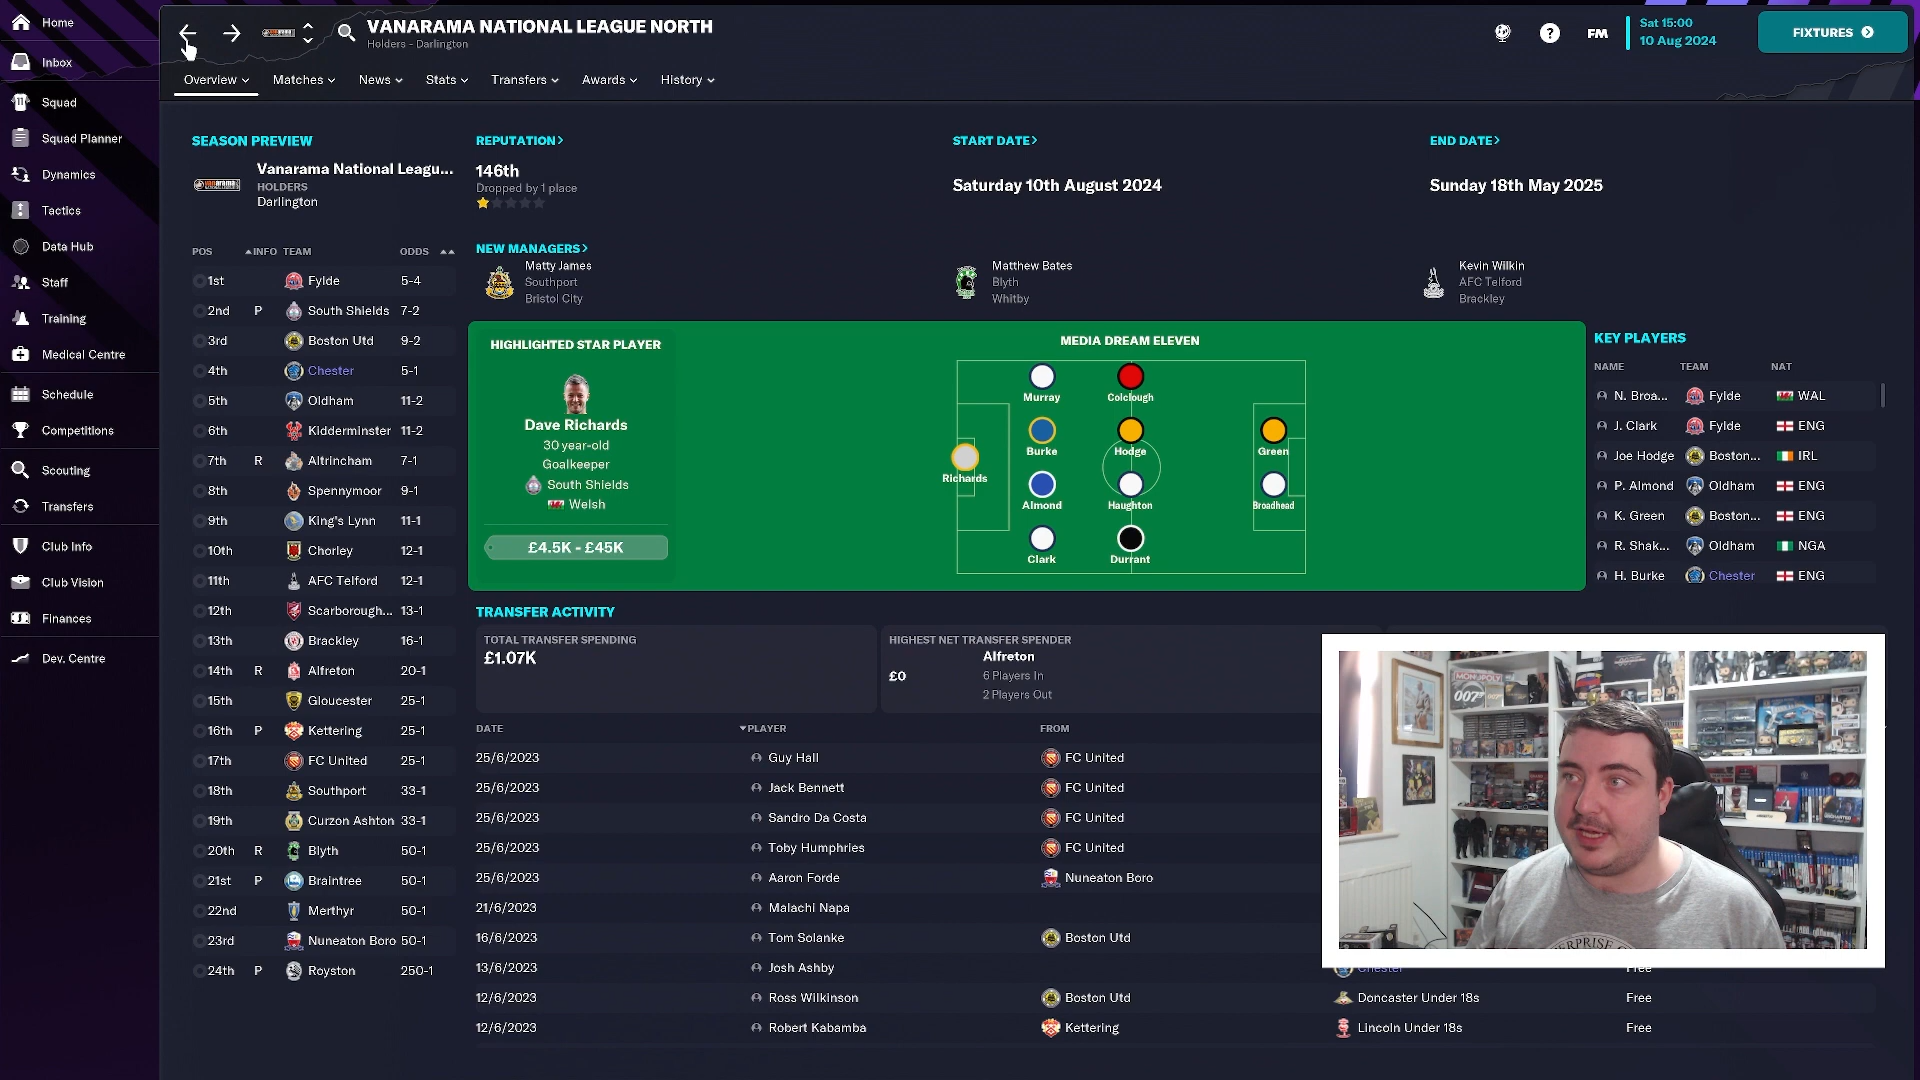 Home
Inbox
Squad
Squad Planner
Dynamics
Tactics
Data Hub
Staff
Training
Medical Centre
Schedule
Competitions
Scouting
Transfers
Club Info
Club Vision
Finances
Dev. Centre
VANARAMA NATIONAL LEAGUE NORTH
Holders - Darlington
FM
Sat 15:00
10 Aug 2024
FIXTURES
Overview Matches News Stats Transfers Awards History
SEASON PREVIEW
Vanarama National Leagu...
HOLDERS
Darlington
REPUTATION>
146th
Dropped by 1 place
START DATE>
Saturday 10th August 2024
END DATE>
Sunday 18th May 2025
POS INFO TEAM ODDS
1st Fylde 5-4
2nd P South Shields 7-2
3rd Boston Utd 9-2
4th Chester 5-1
5th Oldham 11-2
6th Kidderminster 11-2
7th R Altrincham 7-1
8th Spennymoor 9-1
9th King's Lynn 11-1
10th Chorley 12-1
11th AFC Telford 12-1
12th Scarborough... 13-1
13th Brackley 16-1
14th R Alfreton 20-1
15th Gloucester 25-1
16th P Kettering 25-1
17th FC United 25-1
18th Southport 33-1
19th Curzon Ashton 33-1
20th R Blyth 50-1
21st P Braintree 50-1
22nd Merthyr 50-1
23rd Nuneaton Boro 50-1
24th P Royston 250-1
NEW MANAGERS>
Matty James
Southport
Bristol City
Matthew Bates
Blyth
Whitby
Kevin Wilkin
AFC Telford
Brackley
HIGHLIGHTED STAR PLAYER
Dave Richards
30 year-old
Goalkeeper
South Shields
Welsh
£4.5K - £45K
MEDIA DREAM ELEVEN
Murray
Colclough
Burke
Hodge
Green
Richards
Almond
Haughton
Broadhead
Clark
Durrant
KEY PLAYERS
NAME TEAM NAT
N. Broa... Fylde WAL
J. Clark Fylde ENG
Joe Hodge Boston... IRL
P. Almond Oldham ENG
K. Green Boston... ENG
R. Shak... Oldham NGA
H. Burke Chester ENG
TRANSFER ACTIVITY
TOTAL TRANSFER SPENDING
£1.07K
HIGHEST NET TRANSFER SPENDER
£0
Alfreton
6 Players In
2 Players Out
DATE PLAYER FROM
25/6/2023 Guy Hall FC United
25/6/2023 Jack Bennett FC United
25/6/2023 Sandro Da Costa FC United
25/6/2023 Toby Humphries FC United
25/6/2023 Aaron Forde Nuneaton Boro
21/6/2023 Malachi Napa
16/6/2023 Tom Solanke Boston Utd
13/6/2023 Josh Ashby Chester Free
12/6/2023 Ross Wilkinson Boston Utd Doncaster Under 18s Free
12/6/2023 Robert Kabamba Kettering Lincoln Under 18s Free
MONOPOLY
007